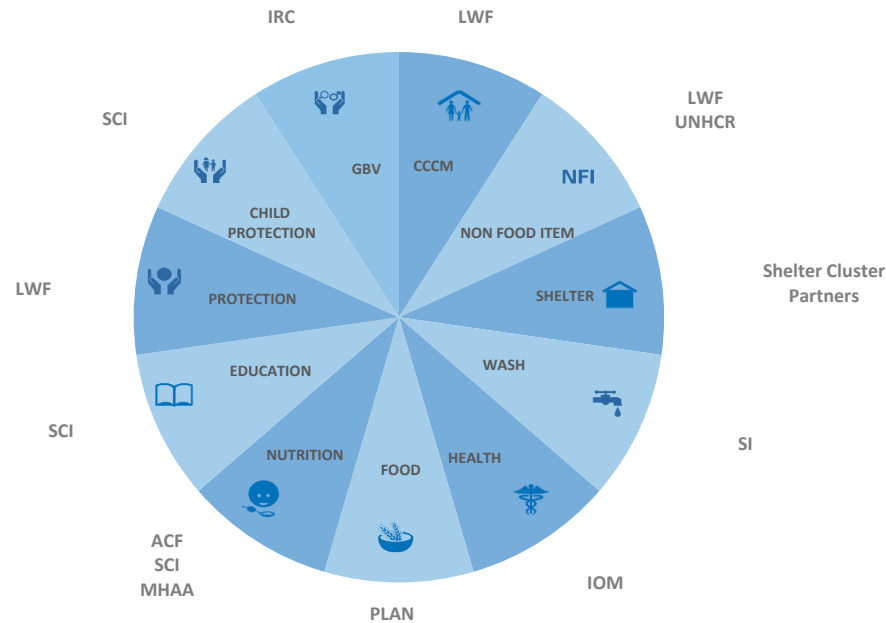 IRC
LWF
SCI
LWF
UNHCR
GBV
CCCM
NFI
CHILD
PROTECTION
NON FOOD ITEM
LWF
PROTECTION
SHELTER
Shelter Cluster
Partners
EDUCATION
WASH
SCI
SI
NUTRITION
FOOD
HEALTH
ACF
SCI
MHAA
PLAN
IOM